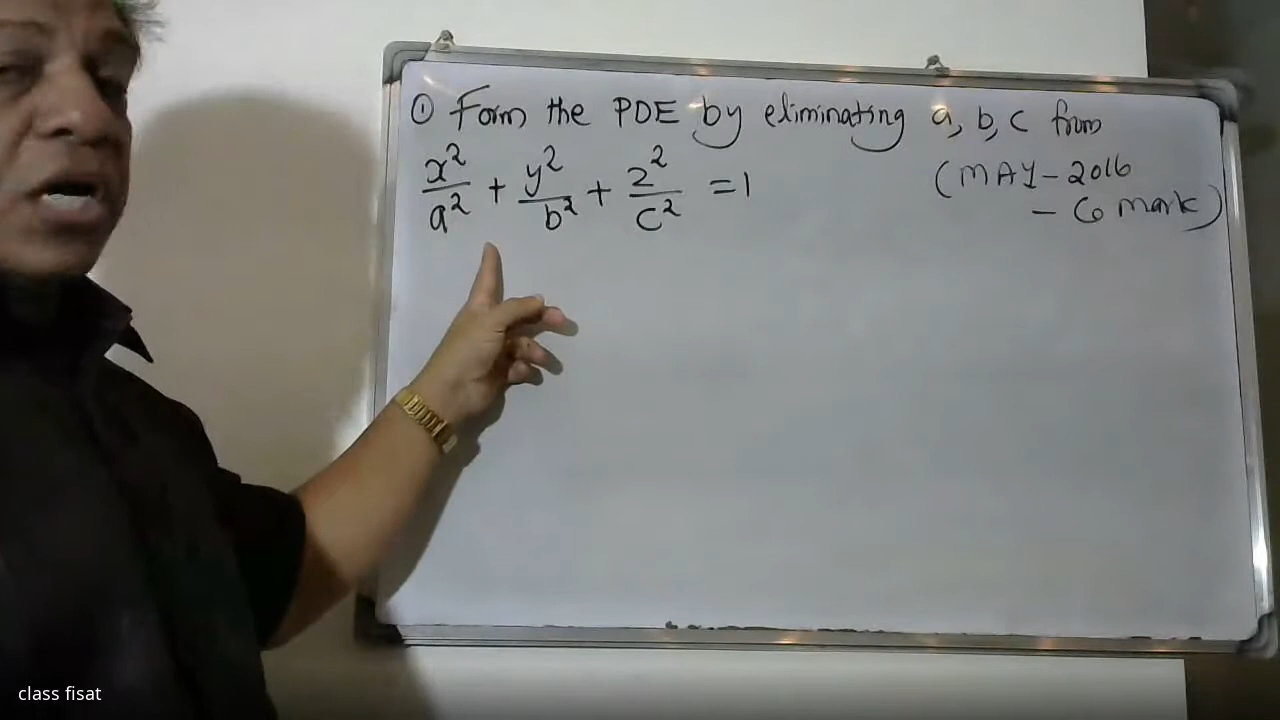 ① Form the PDE by eliminating a, b, c from
x²/a² + y²/b² + z²/c² = 1
(MAY - 2016
- 6 mark)
class fisat